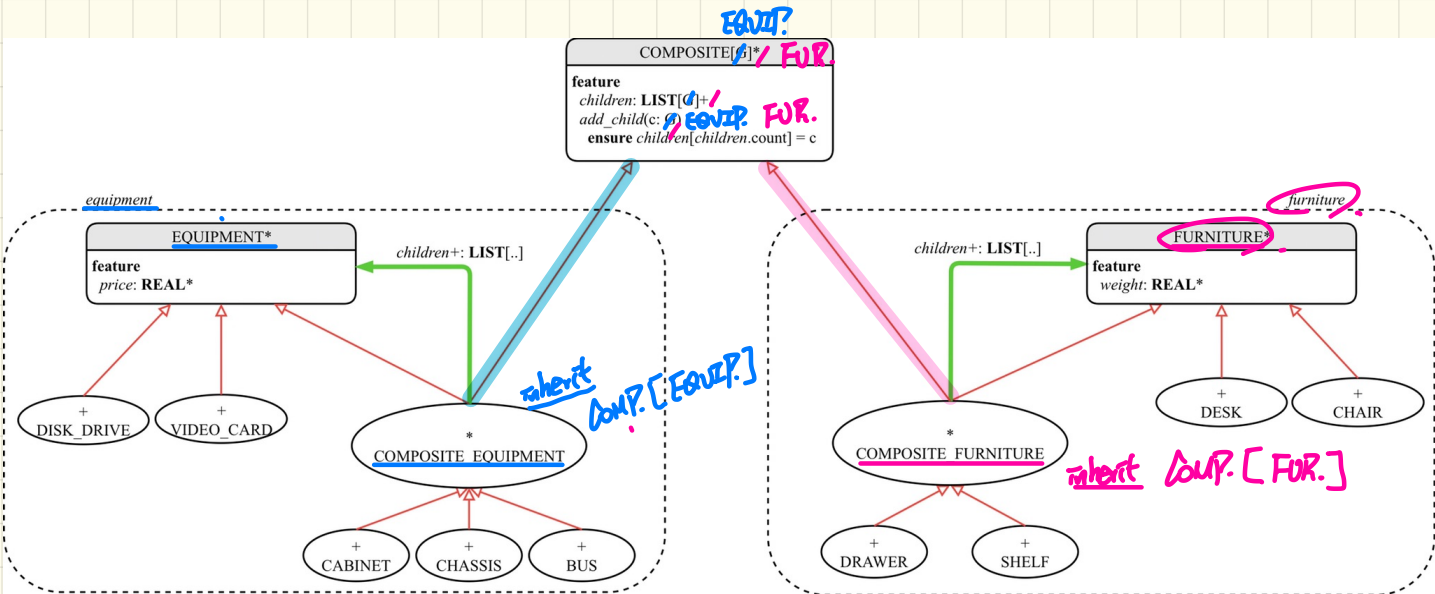 EQUIP.
COMPOSITE[G]* FUR.
feature
children: LIST[G]+
add_child(c: G) EQUIP. FUR.
ensure children[children.count] = c
equipment
EQUIPMENT*
feature
price: REAL*
children+: LIST[..]
+
DISK_DRIVE
+
VIDEO_CARD
*
COMPOSITE_EQUIPMENT
inherit
COMP. [EQUIP.]
+
CABINET
+
CHASSIS
+
BUS
furniture
FURNITURE*
feature
weight: REAL*
children+: LIST[..]
*
COMPOSITE_FURNITURE
+
DESK
+
CHAIR
inherit COMP. [FUR.]
+
DRAWER
+
SHELF